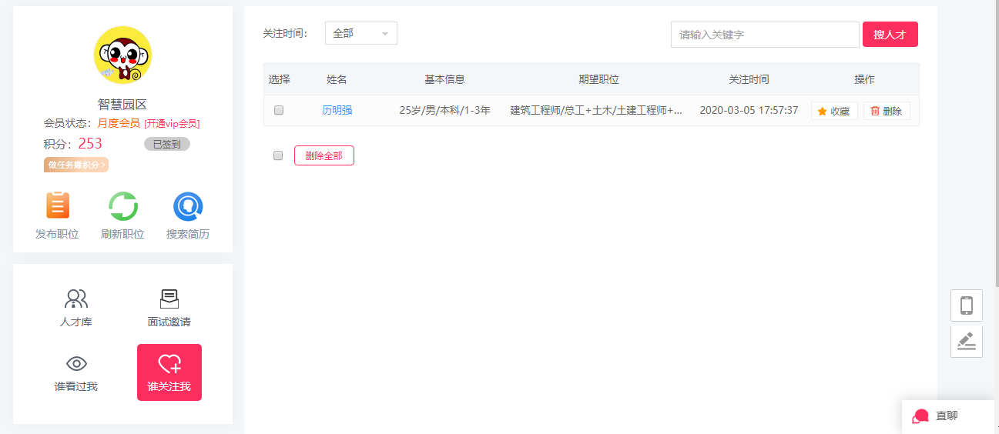 智慧园区
会员状态：月度会员 [开通vip会员]
积分：253 已签到
做任务赚积分 >
发布职位 刷新职位 搜索简历
人才库 面试邀请
谁看过我 谁关注我
关注时间： 全部 请输入关键字 搜人才
选择 姓名 基本信息 期望职位 关注时间 操作
历明强 25岁/男/本科/1-3年 建筑工程师/总工+土木/土建工程师+... 2020-03-05 17:57:37 收藏 删除
删除全部
直聊